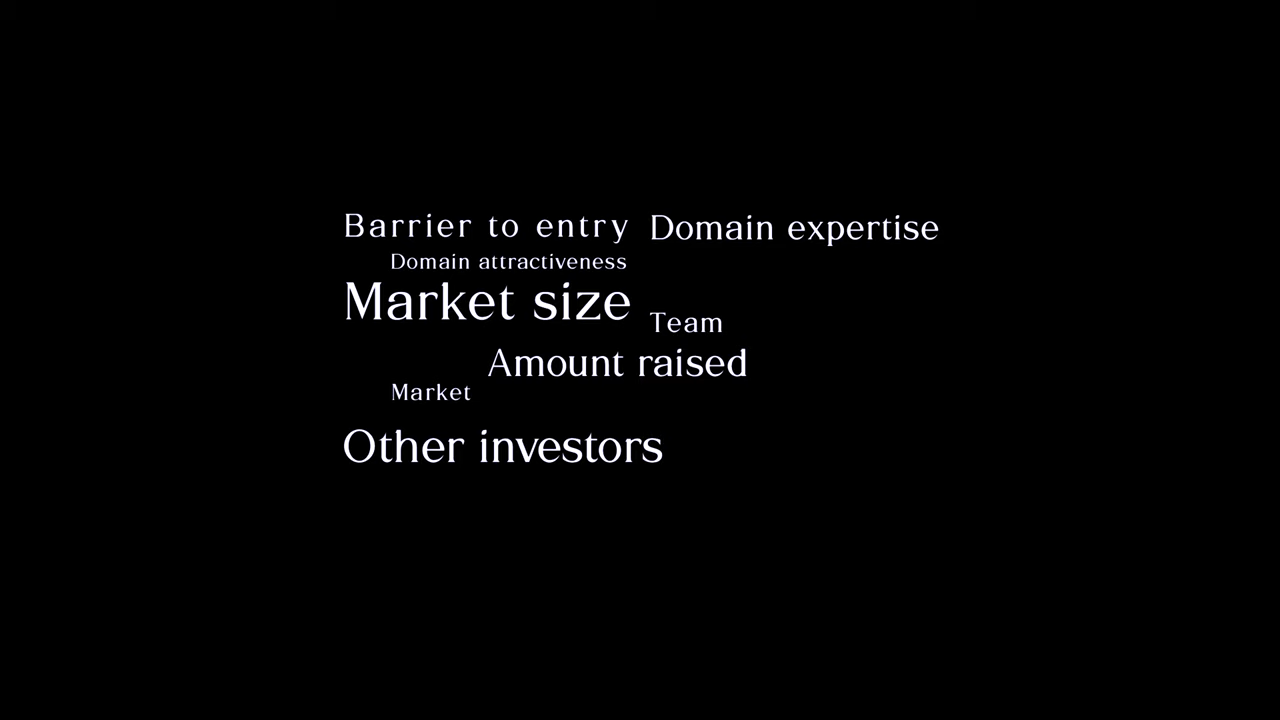 Barrier to entry
Domain expertise
Domain attractiveness
Market size
Team
Amount raised
Market
Other investors